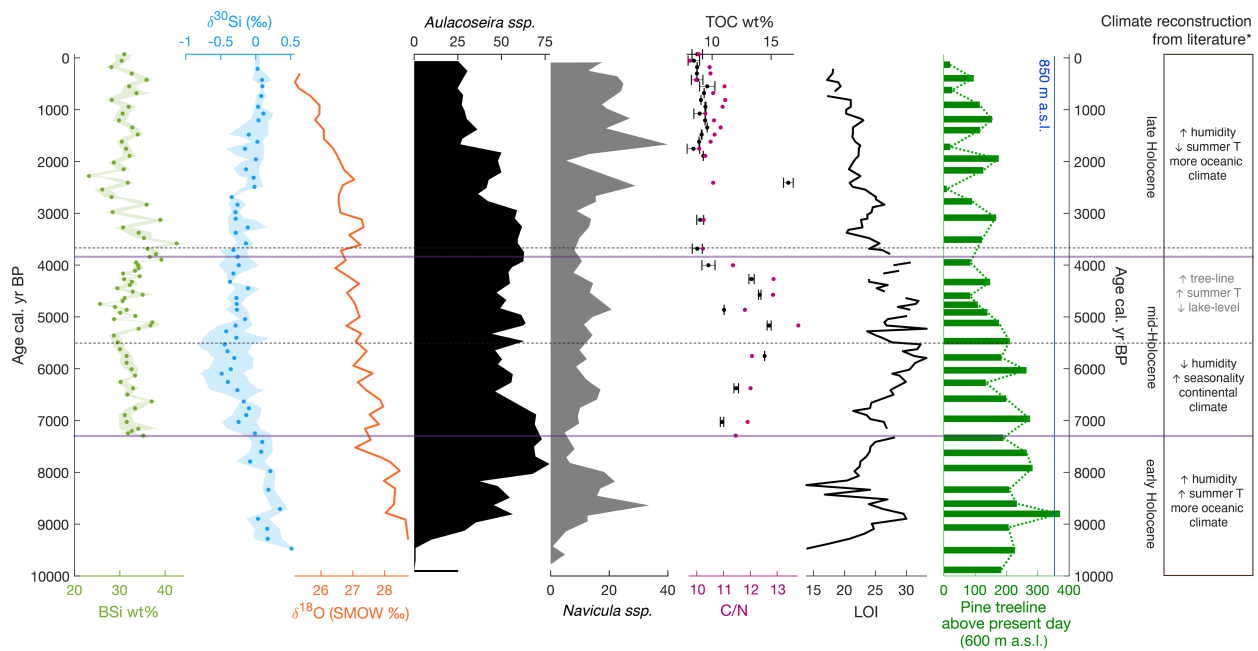 δ³⁰Si (‰)
-1 0 0.5
Aulacoseira ssp.
0 25 50 75
TOC wt%
10 15
Climate reconstruction
from literature*
Age cal. yr BP
0
1000
2000
3000
4000
5000
6000
7000
8000
9000
10000
20 30 40
BSi wt%
26 27 28
δ¹⁸O (SMOW ‰)
0 20 40
Navicula ssp.
10 11 12 13
C/N
15 20 25 30
LOI
850 m a.s.l.
0 100 200 300 400
Pine treeline
above present day
(600 m a.s.l.)
0
1000
2000
3000
4000
5000
6000
7000
8000
9000
10000
Age cal. yr BP
late Holocene
mid-Holocene
early Holocene
↑ humidity
↓ summer T
more oceanic
climate
↑ tree-line
↑ summer T
↓ lake-level
↓ humidity
↑ seasonality
continental
climate
↑ humidity
↑ summer T
more oceanic
climate